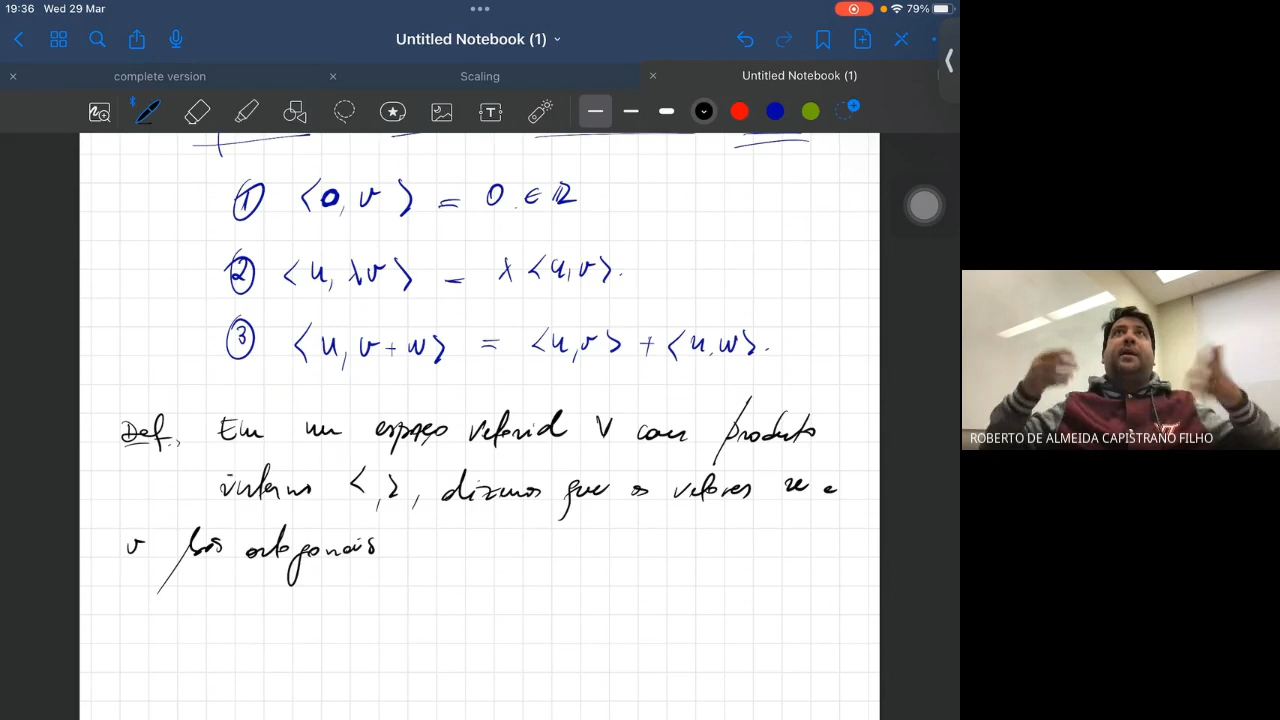 19:36 Wed 29 Mar
79%
Untitled Notebook (1)
complete version
Scaling
Untitled Notebook (1)
① ⟨0, v⟩ = 0 ∈ ℝ
② ⟨u, λv⟩ = λ⟨u, v⟩.
③ ⟨u, v + w⟩ = ⟨u, v⟩ + ⟨u, w⟩.
Def. Em um espaço vetorial V com produto
interno ⟨,⟩, dizemos que os vetores u e
v são ortogonais
ROBERTO DE ALMEIDA CAPISTRANO FILHO